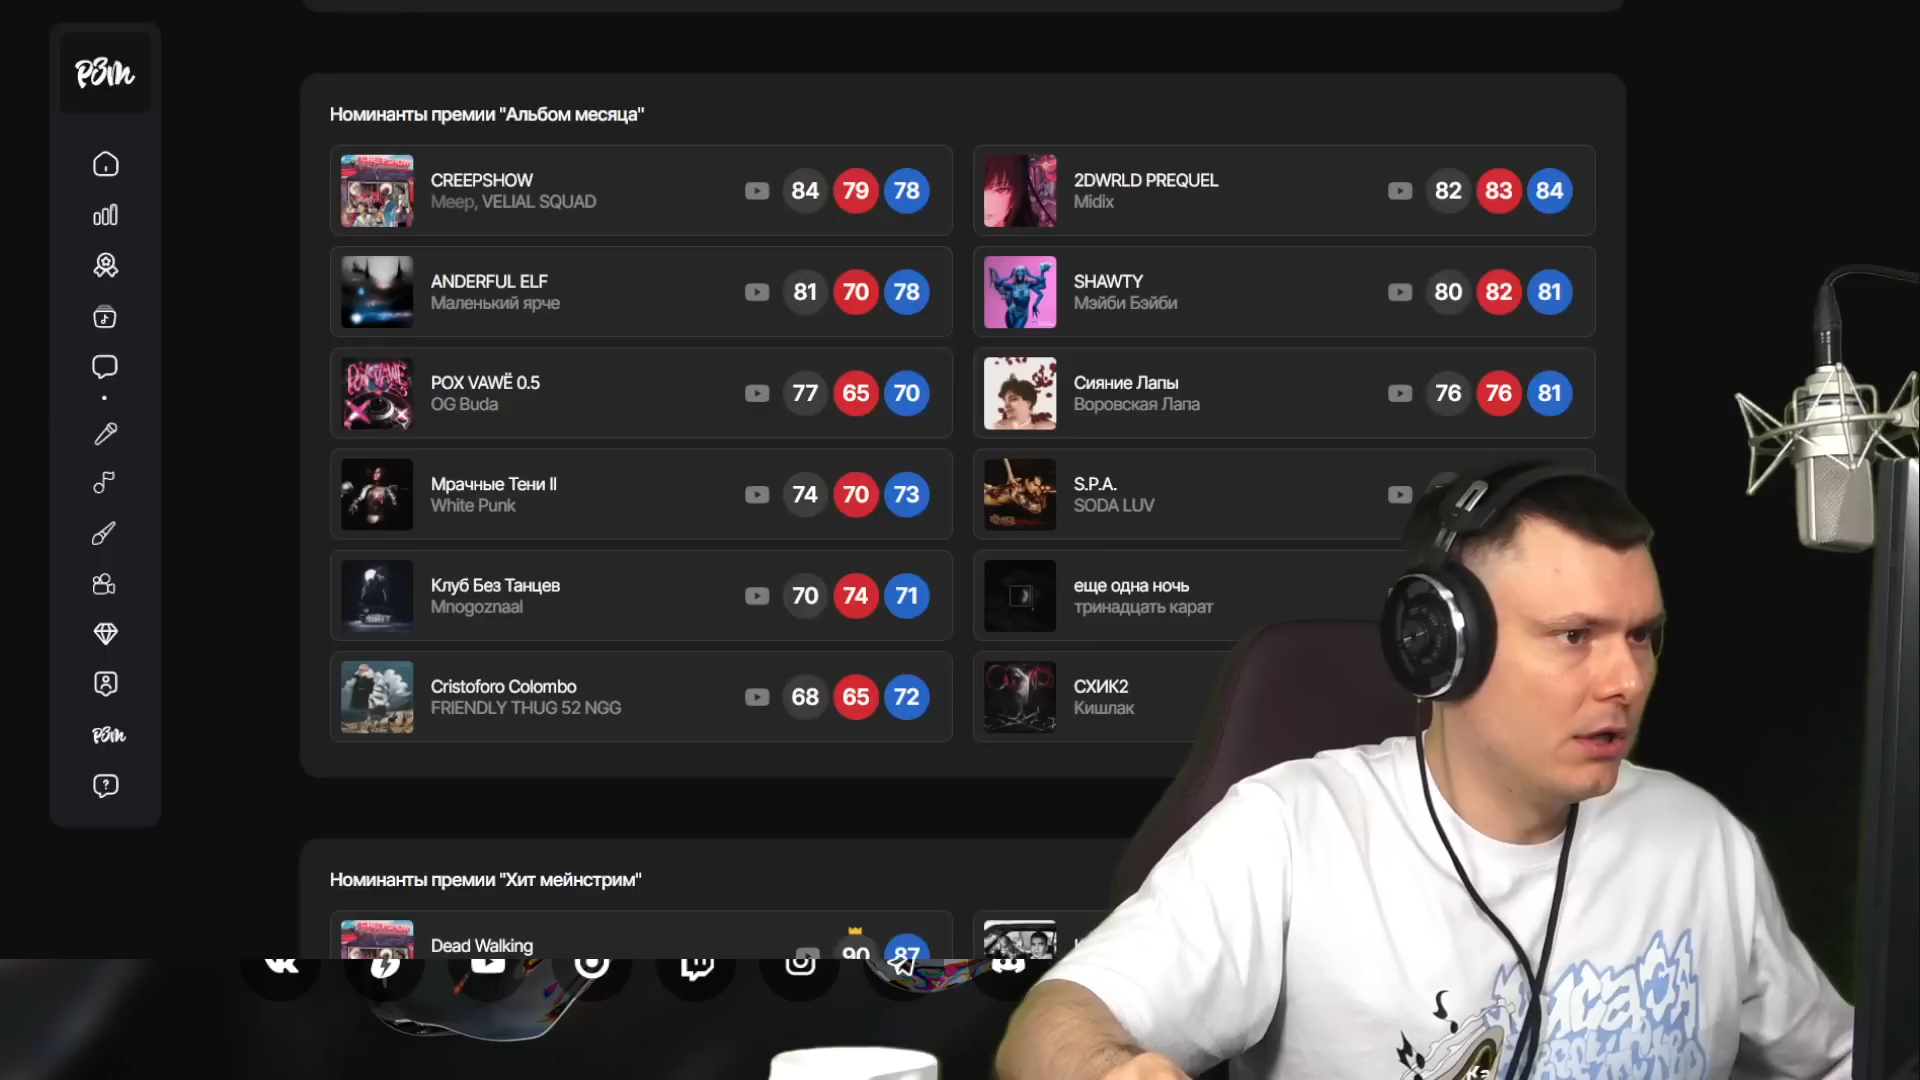 РЗТ
Номинанты премии "Альбом месяца"
CREEPSHOW
Meep, VELIAL SQUAD
84 79 78
2DWRLD PREQUEL
Midix
82 83 84
ANDERFUL ELF
Маленький ярче
81 70 78
SHAWTY
Мэйби Бэйби
80 82 81
POX VAWË 0.5
OG Buda
77 65 70
Сияние Лапы
Воровская Лапа
76 76 81
Мрачные Тени II
White Punk
74 70 73
S.P.A.
SODA LUV
Клуб Без Танцев
Mnogoznaal
70 74 71
еще одна ночь
тринадцать карат
Cristoforo Colombo
FRIENDLY THUG 52 NGG
68 65 72
СХИК2
Кишлак
РЗТ
Номинанты премии "Хит мейнстрим"
Dead Walking
90 87